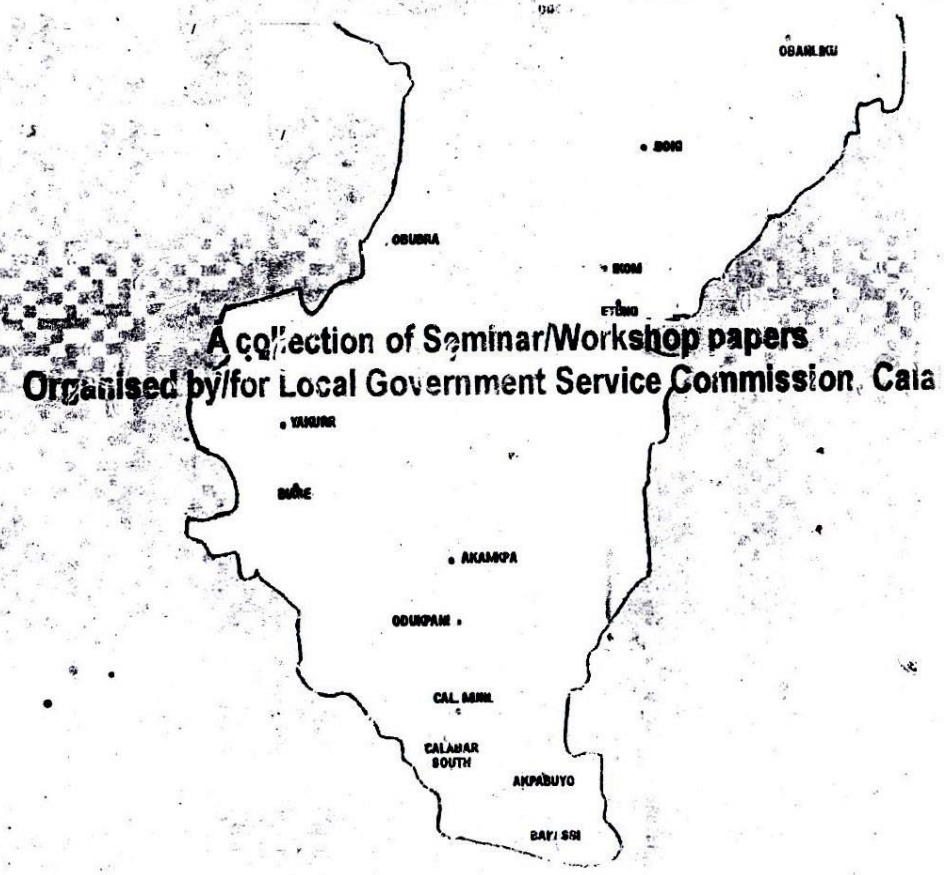 OBANLIKU
BOKI
OBUBRA
IKOM
ETUNG
A collection of Seminar/Workshop papers
Organised by/for Local Government Service Commission, Cala
YAKURR
BIASE
AKAMKPA
ODUKPANI
CAL. MUN.
CALABAR
SOUTH
AKPABUYO
BAKASSI